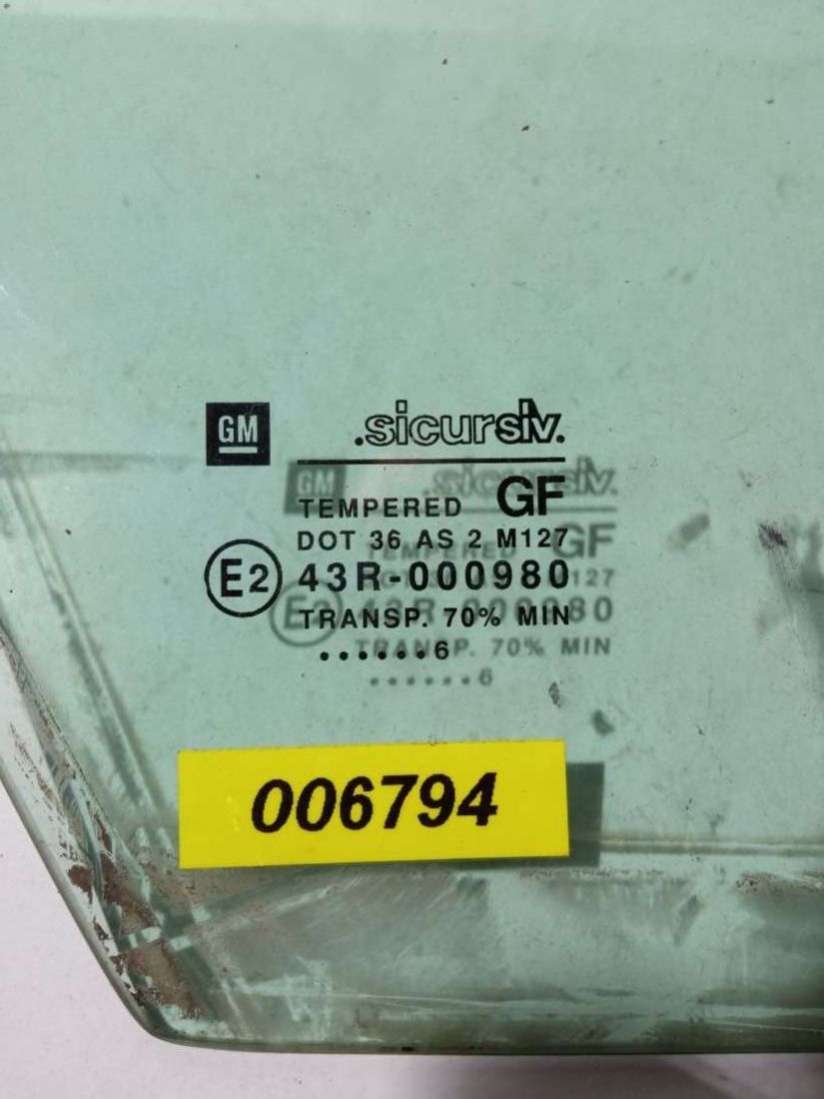 GM .sicursiv.
TEMPERED GF
DOT 36 AS 2 M127
E2 43R-000980
TRANSP. 70% MIN
......6
006794